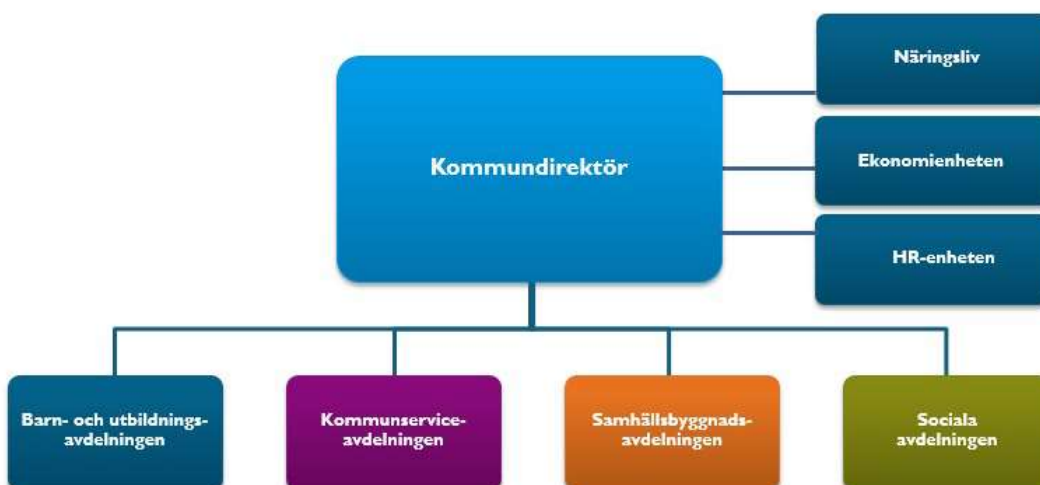 Näringsliv
Kommundirektör
Ekonomienheten
HR-enheten
Barn- och utbildnings-
avdelningen
Kommunservice-
avdelningen
Samhällsbyggnads-
avdelningen
Sociala
avdelningen